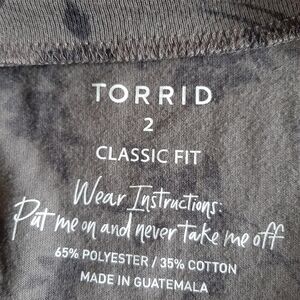 TORRID
2
CLASSIC FIT
Wear Instructions:
Put me on and never take me off
65% POLYESTER / 35% COTTON
MADE IN GUATEMALA